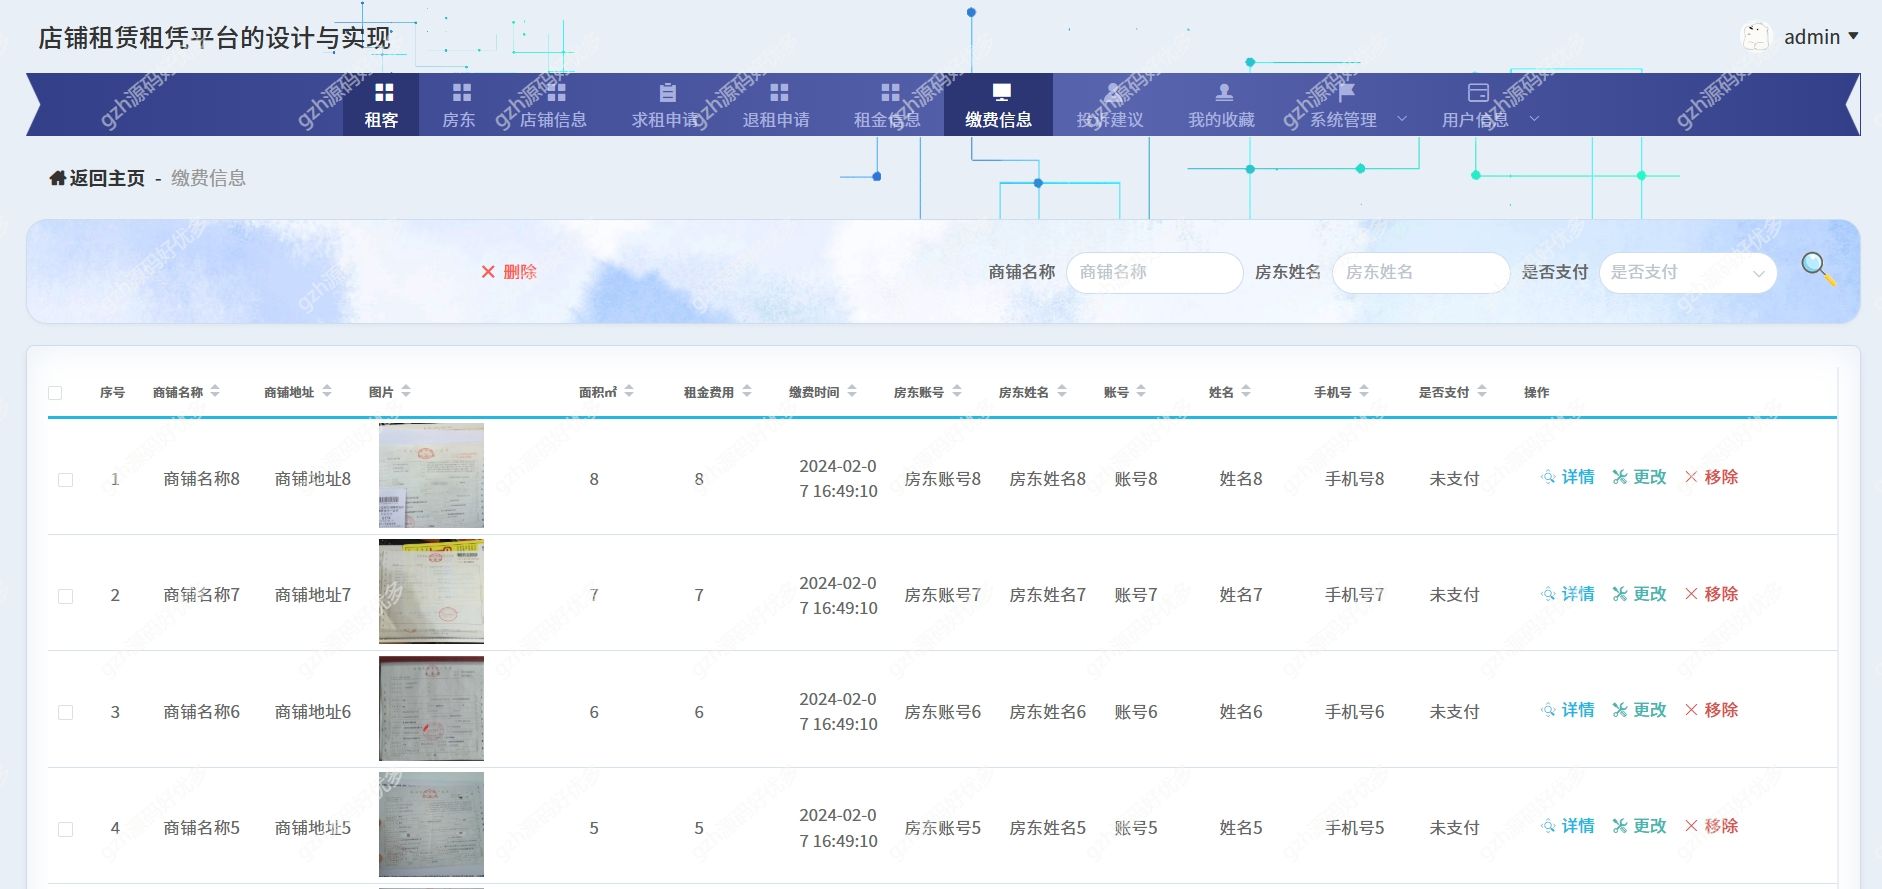 店铺租赁租凭平台的设计与实现
admin
租客 房东 店铺信息 求租申请 退租申请 租金信息 缴费信息 投诉建议 我的收藏 系统管理 用户信息
返回主页 - 缴费信息
删除 商铺名称 商铺名称 房东姓名 房东姓名 是否支付 是否支付
序号 商铺名称 商铺地址 图片 面积㎡ 租金费用 缴费时间 房东账号 房东姓名 账号 姓名 手机号 是否支付 操作
1 商铺名称8 商铺地址8 8 8 2024-02-0
7 16:49:10 房东账号8 房东姓名8 账号8 姓名8 手机号8 未支付 详情 更改 移除
2 商铺名称7 商铺地址7 7 7 2024-02-0
7 16:49:10 房东账号7 房东姓名7 账号7 姓名7 手机号7 未支付 详情 更改 移除
3 商铺名称6 商铺地址6 6 6 2024-02-0
7 16:49:10 房东账号6 房东姓名6 账号6 姓名6 手机号6 未支付 详情 更改 移除
4 商铺名称5 商铺地址5 5 5 2024-02-0
7 16:49:10 房东账号5 房东姓名5 账号5 姓名5 手机号5 未支付 详情 更改 移除
gzh源码好优多